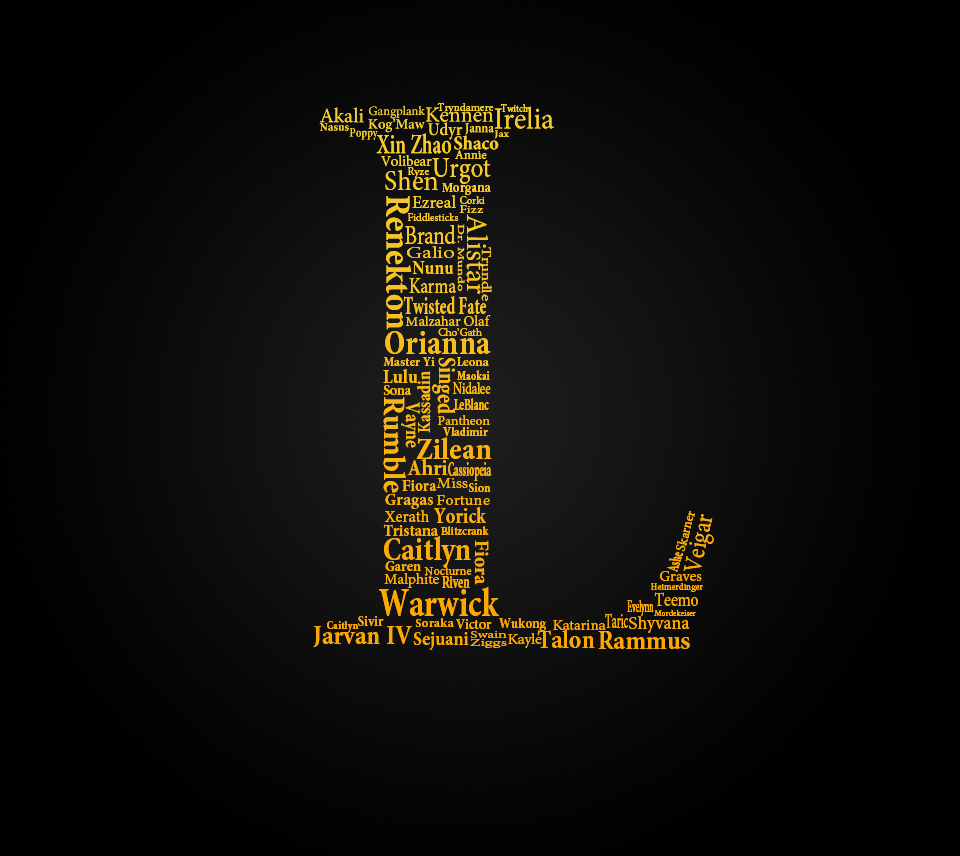 Tryndamere Twitch
Akali Gangplank Kennen Irelia
Nasus Poppy Kog'Maw Udyr Janna Jax
Xin Zhao Shaco
Annie
Volibear Ryze Urgot
Shen Morgana
Renekton Ezreal Corki
Fizz
Fiddlesticks Alistar
Brand Dr. Mundo
Galio Trundle
Nunu
Karma
Twisted Fate
Malzahar Olaf
Cho'Gath
Orianna
Master Yi Singed Leona
Lulu Kassadin Maokai
Sona Nidalee
Rumble Vayne LeBlanc
Pantheon
Vladimir
Zilean
Ahri Cassiopeia
Fiora Miss Sion
Gragas Fortune
Xerath Yorick
Tristana Blitzcrank
Caitlyn Fiora
Garen Nocturne
Malphite Riven
Warwick
Skarner
Ashe Veigar
Graves
Heimerdinger
Evelynn Teemo
Mordekeiser
Caitlyn Sivir Soraka Victor Wukong Katarina Taric Shyvana
Jarvan IV Sejuani Swain Kayle Talon Rammus
Ziggs